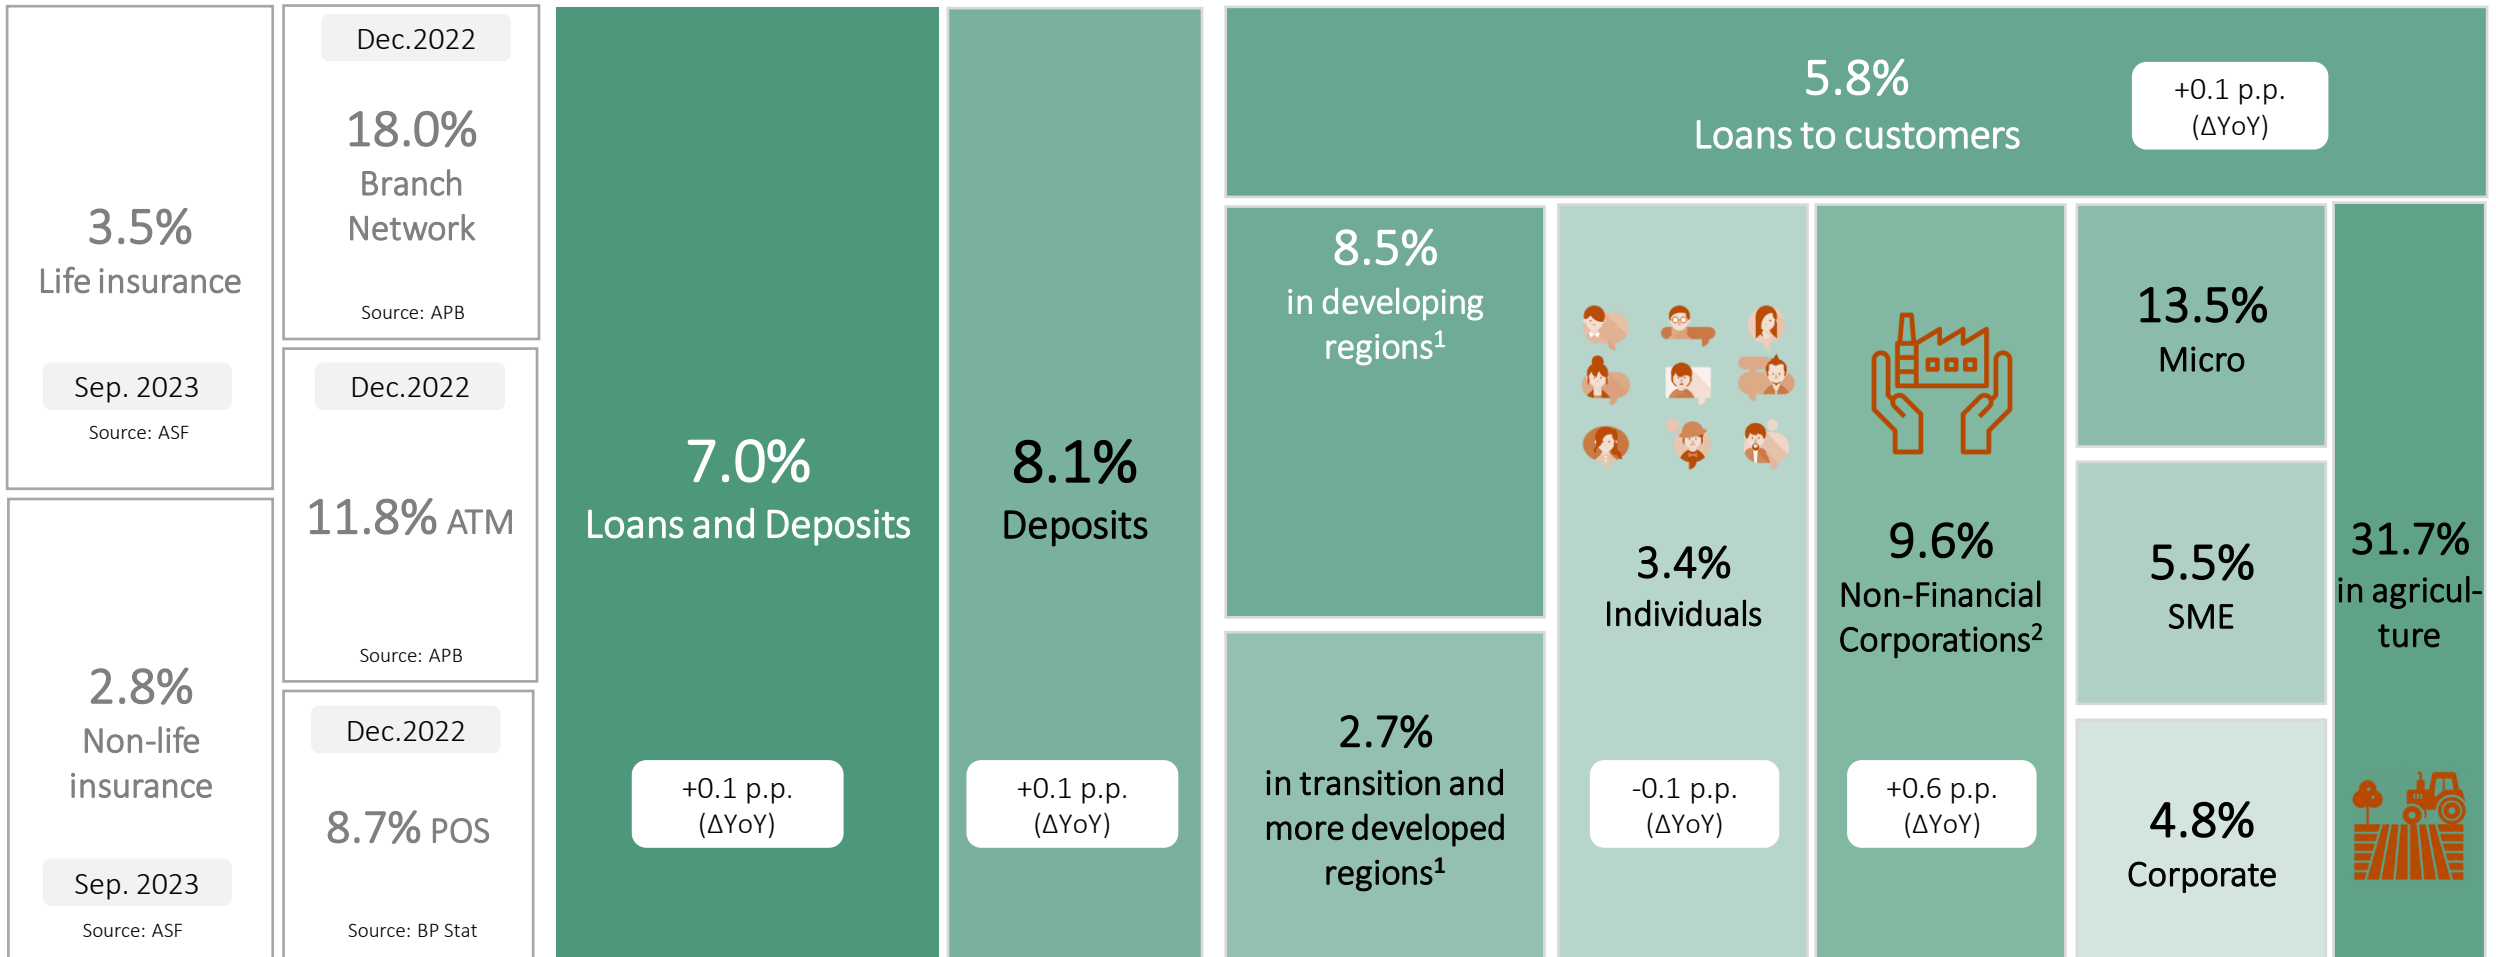 3.5%
Life insurance
Sep. 2023
Source: ASF
2.8%
Non-life
insurance
Sep. 2023
Source: ASF
Dec.2022
18.0%
Branch
Network
Source: APB
Dec.2022
11.8% ATM
Source: APB
Dec.2022
8.7% POS
Source: BP Stat
7.0%
Loans and Deposits
+0.1 p.p.
(ΔYoY)
8.1%
Deposits
+0.1 p.p.
(ΔYoY)
5.8%
Loans to customers
+0.1 p.p.
(ΔYoY)
8.5%
in developing
regions¹
2.7%
in transition and
more developed
regions¹
3.4%
Individuals
-0.1 p.p.
(ΔYoY)
9.6%
Non-Financial
Corporations²
+0.6 p.p.
(ΔYoY)
13.5%
Micro
5.5%
SME
4.8%
Corporate
31.7%
in agricul-
ture